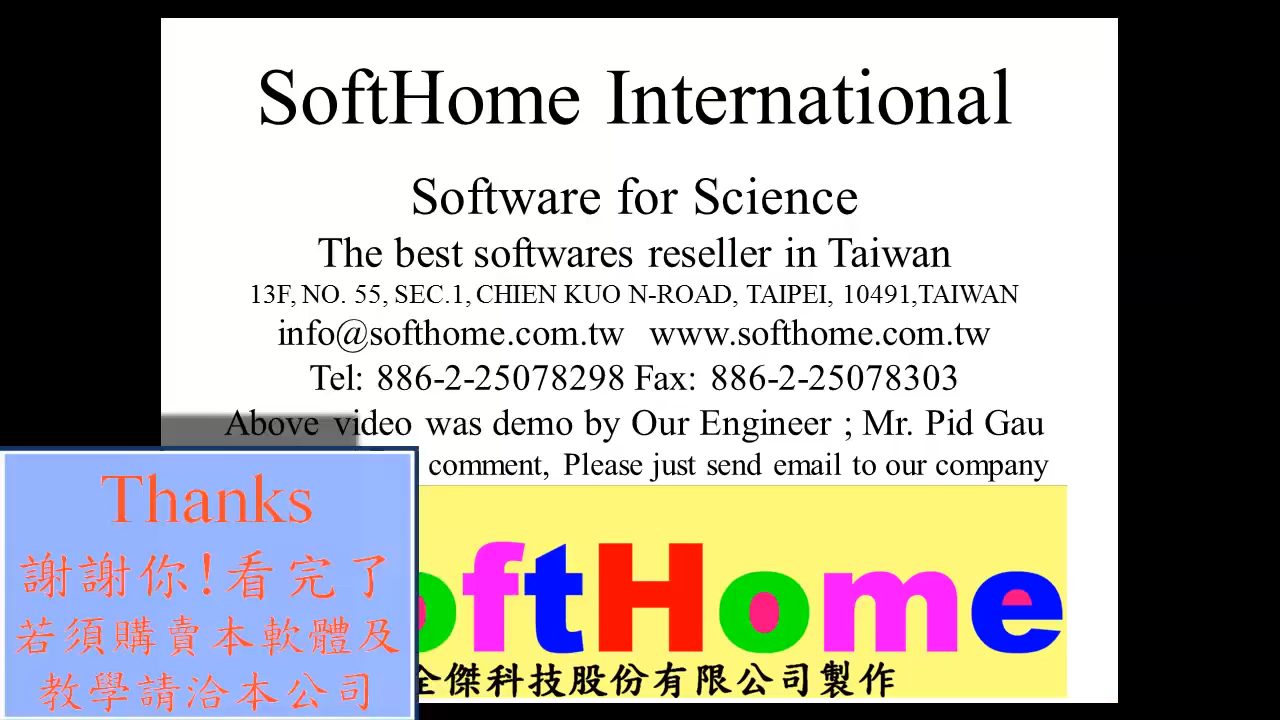 SoftHome International
Software for Science
The best softwares reseller in Taiwan
13F, NO. 55, SEC.1, CHIEN KUO N-ROAD, TAIPEI, 10491,TAIWAN
info@softhome.com.tw www.softhome.com.tw
Tel: 886-2-25078298 Fax: 886-2-25078303
Above video was demo by Our Engineer ; Mr. Pid Gau
comment, Please just send email to our company
oftHome
全傑科技股份有限公司製作
Thanks
謝謝你!看完了
若須購賣本軟體及
教學請洽本公司